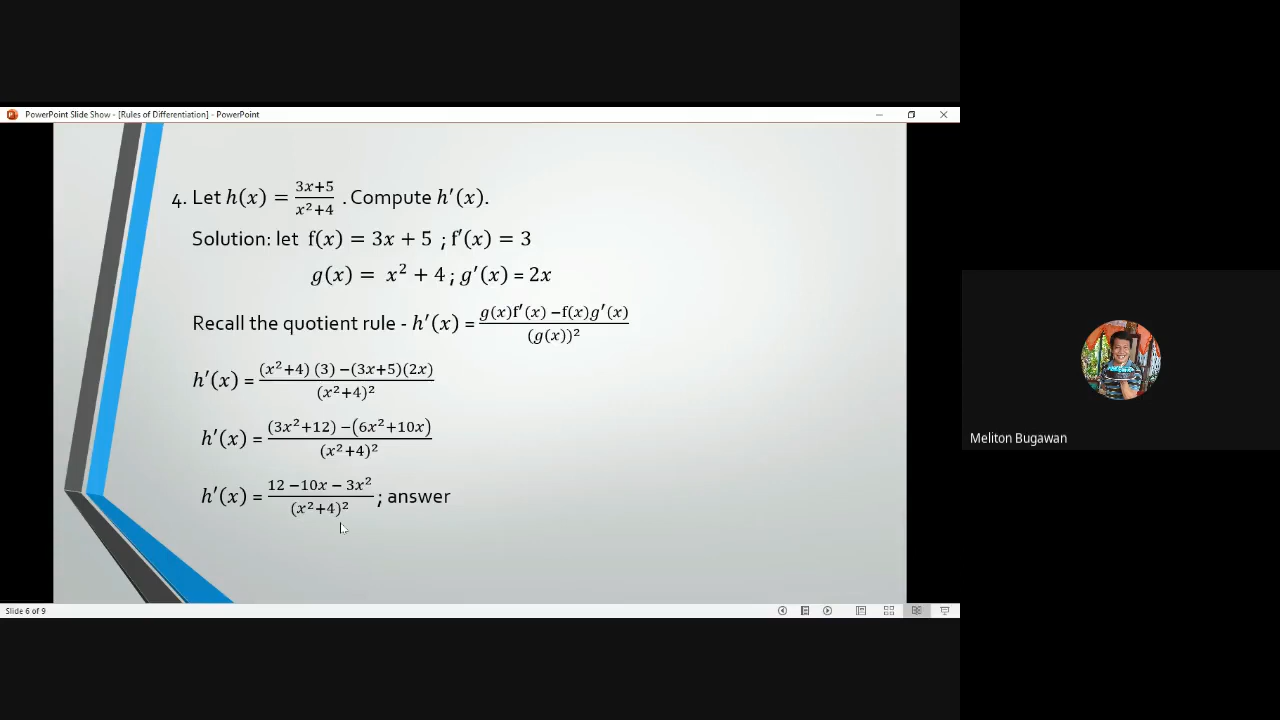 PowerPoint Slide Show - [Rules of Differentiation] - PowerPoint
4. Let h(x) = (3x+5)/(x²+4) . Compute h′(x).
Solution: let f(x) = 3x + 5 ; f′(x) = 3
g(x) = x² + 4 ; g′(x) = 2x
Recall the quotient rule - h′(x) = (g(x)f′(x) −f(x)g′(x))/((g(x))²)
h′(x) = ((x²+4) (3) −(3x+5)(2x))/((x²+4)²)
h′(x) = ((3x²+12) −(6x²+10x))/((x²+4)²)
h′(x) = (12 −10x − 3x²)/((x²+4)²) ; answer
Meliton Bugawan
Slide 6 of 9